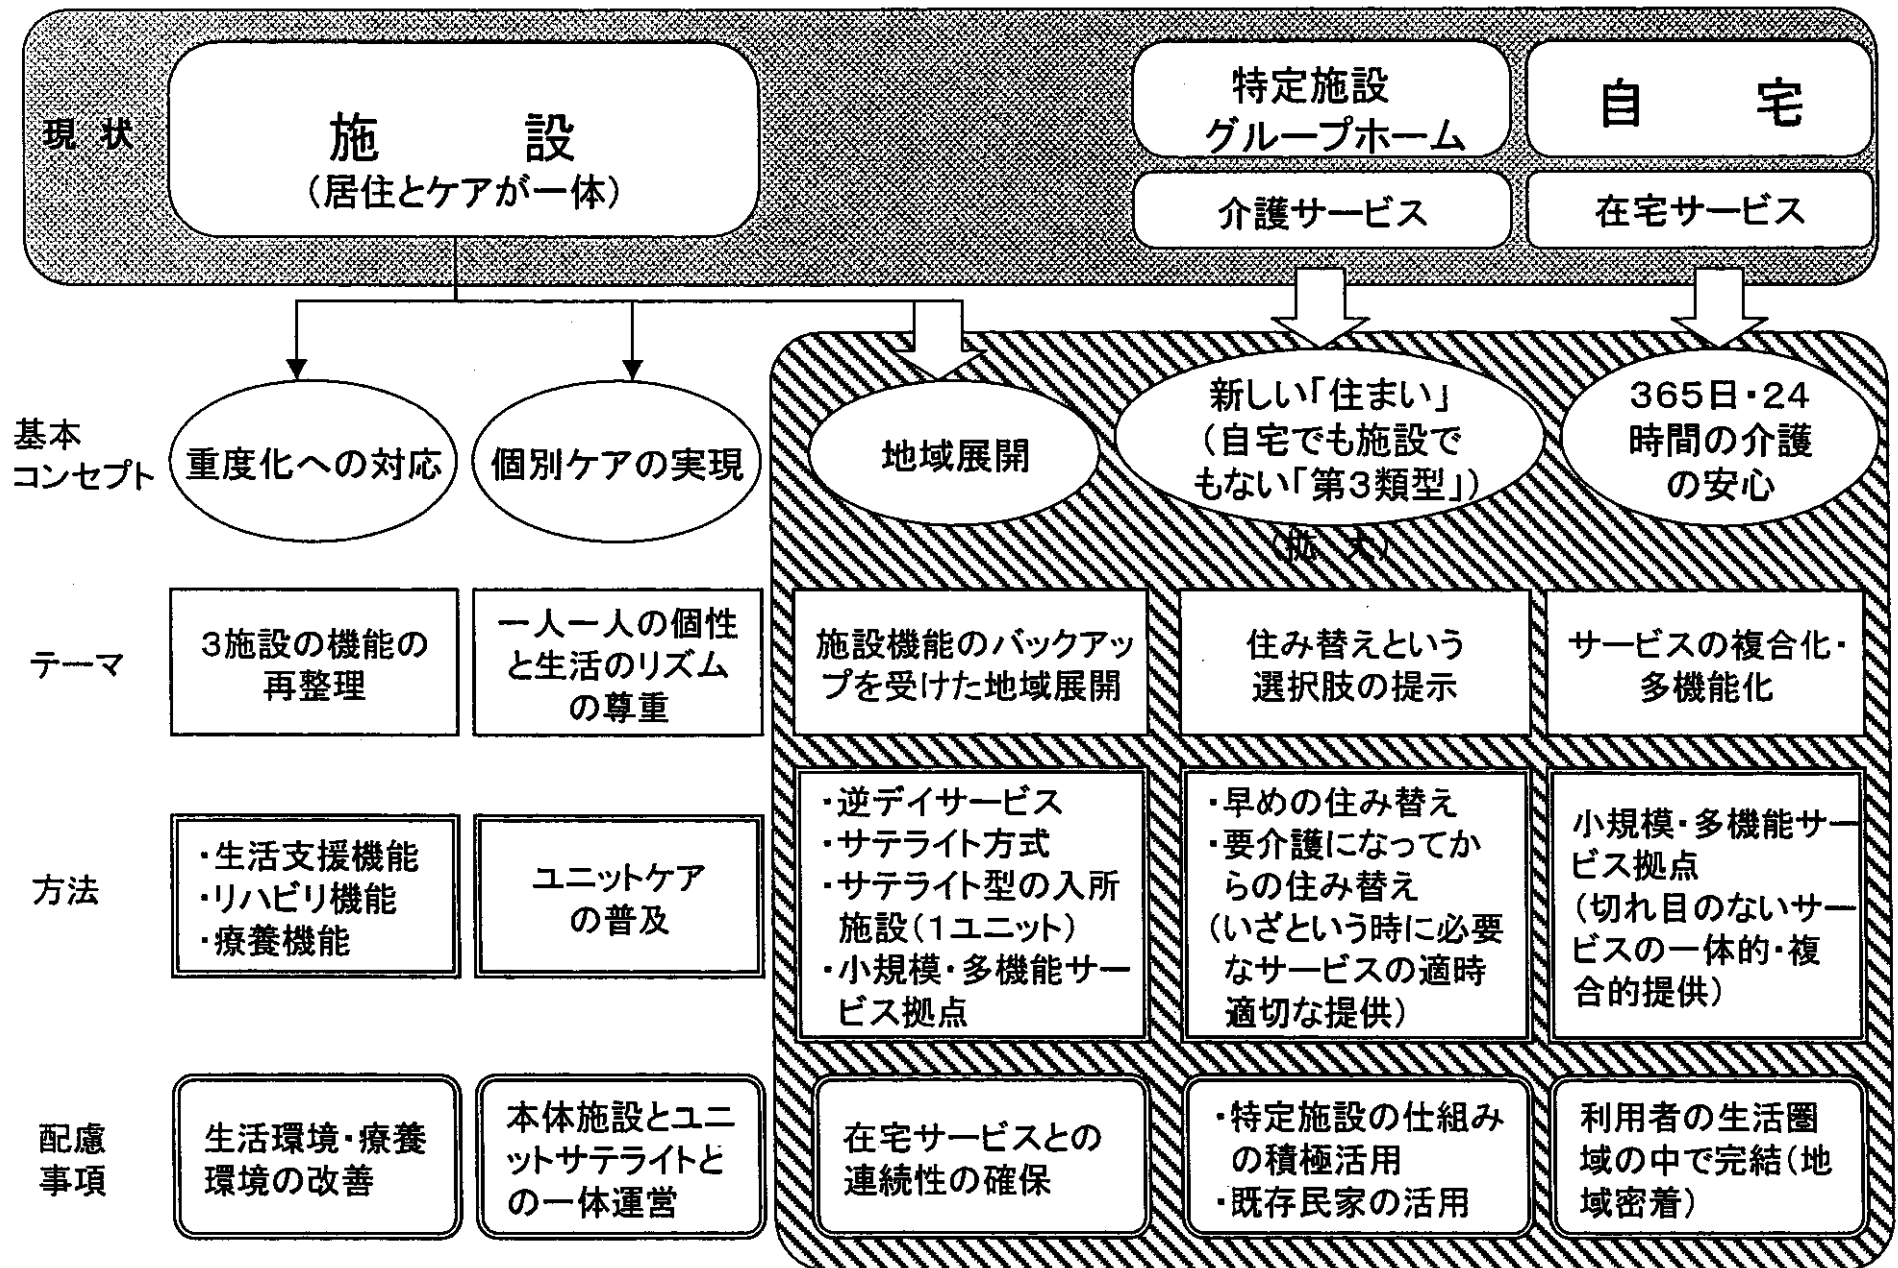 現 状
施 設
(居住とケアが一体)
特定施設
グループホーム
介護サービス
自 宅
在宅サービス
基本
コンセプト
重度化への対応
個別ケアの実現
地域展開
新しい「住まい」
(自宅でも施設で
もない「第3類型」)
(拡 大)
365日・24
時間の介護
の安心
テーマ
3施設の機能の
再整理
一人一人の個性
と生活のリズム
の尊重
施設機能のバックアッ
プを受けた地域展開
住み替えという
選択肢の提示
サービスの複合化・
多機能化
方法
・生活支援機能
・リハビリ機能
・療養機能
ユニットケア
の普及
・逆デイサービス
・サテライト方式
・サテライト型の入所
施設(1ユニット)
・小規模・多機能サー
ビス拠点
・早めの住み替え
・要介護になってか
らの住み替え
(いざという時に必要
なサービスの適時
適切な提供)
小規模・多機能サー
ビス拠点
(切れ目のないサー
ビスの一体的・複
合的提供)
配慮
事項
生活環境・療養
環境の改善
本体施設とユニ
ットサテライトと
の一体運営
在宅サービスとの
連続性の確保
・特定施設の仕組み
の積極活用
・既存民家の活用
利用者の生活圏
域の中で完結(地
域密着)